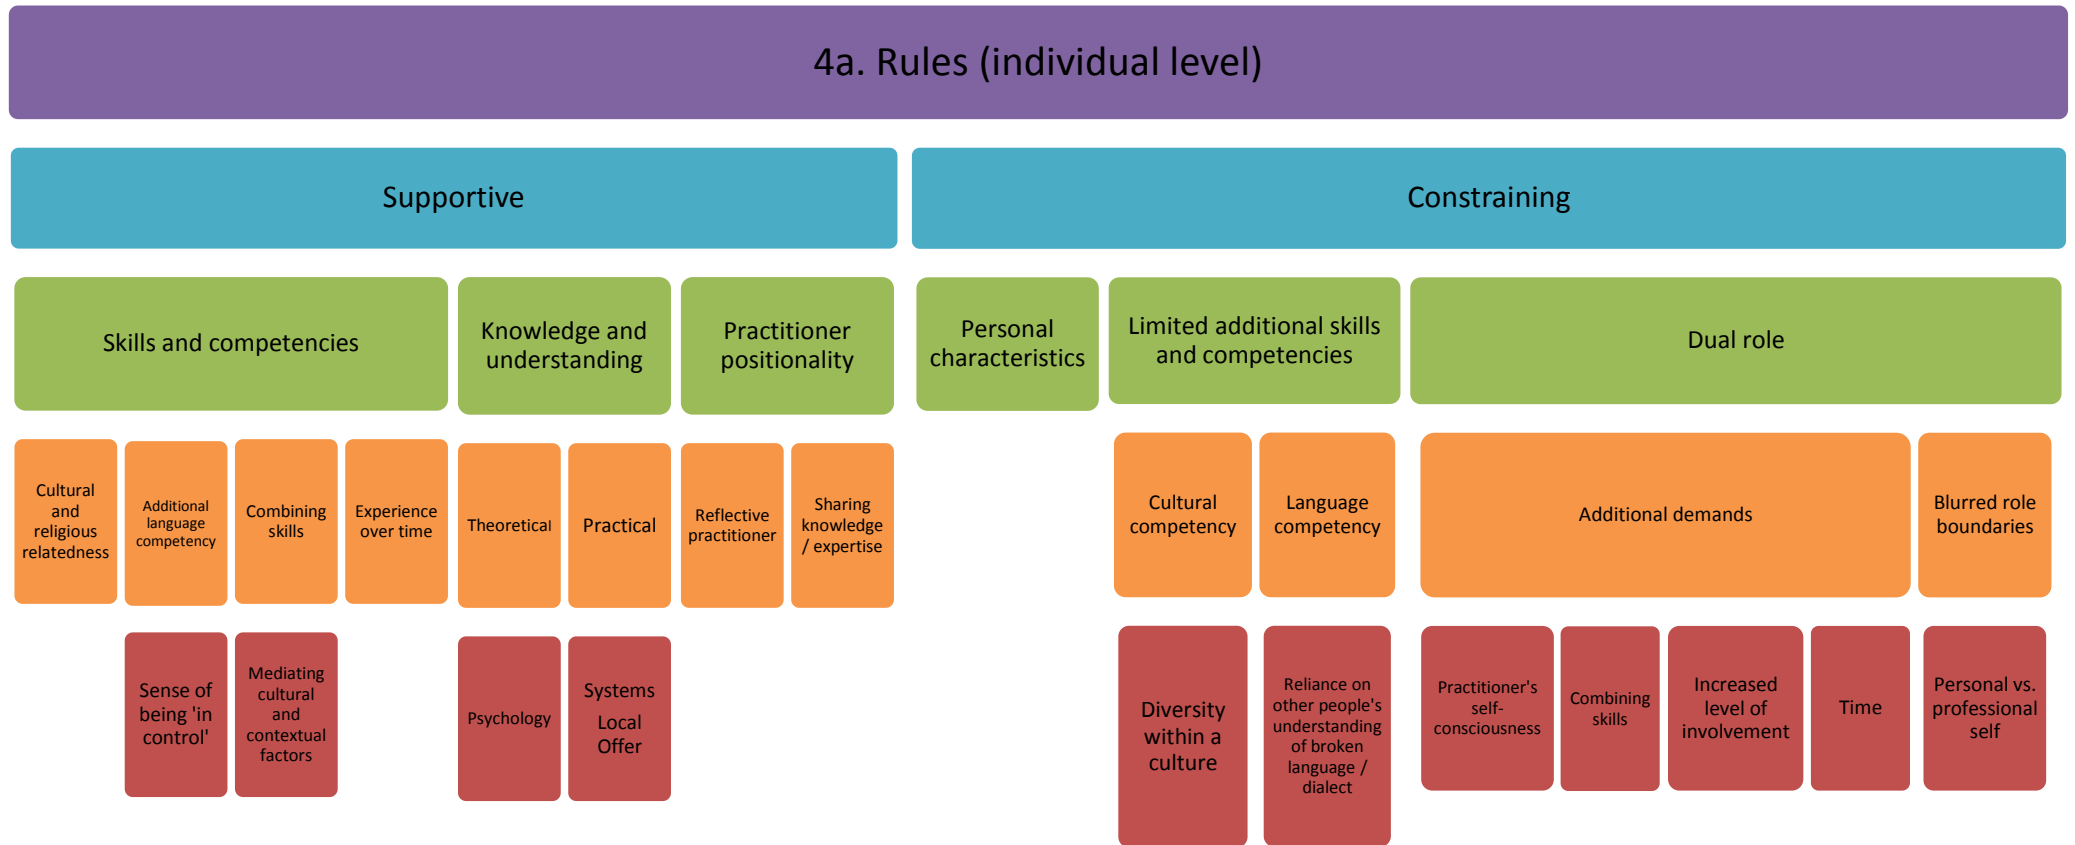 4a. Rules (individual level)
Supportive
Constraining
Skills and competencies
Knowledge and
understanding
Practitioner
positionality
Personal
characteristics
Limited additional skills
and competencies
Dual role
Cultural
and
religious
relatedness
Additional
language
competency
Combining
skills
Experience
over time
Theoretical
Practical
Reflective
practitioner
Sharing
knowledge
/ expertise
Cultural
competency
Language
competency
Additional demands
Blurred role
boundaries
Sense of
being 'in
control'
Mediating
cultural
and
contextual
factors
Psychology
Systems
Local
Offer
Diversity
within a
culture
Reliance on
other people's
understanding
of broken
language /
dialect
Practitioner's
self-
consciousness
Combining
skills
Increased
level of
involvement
Time
Personal vs.
professional
self